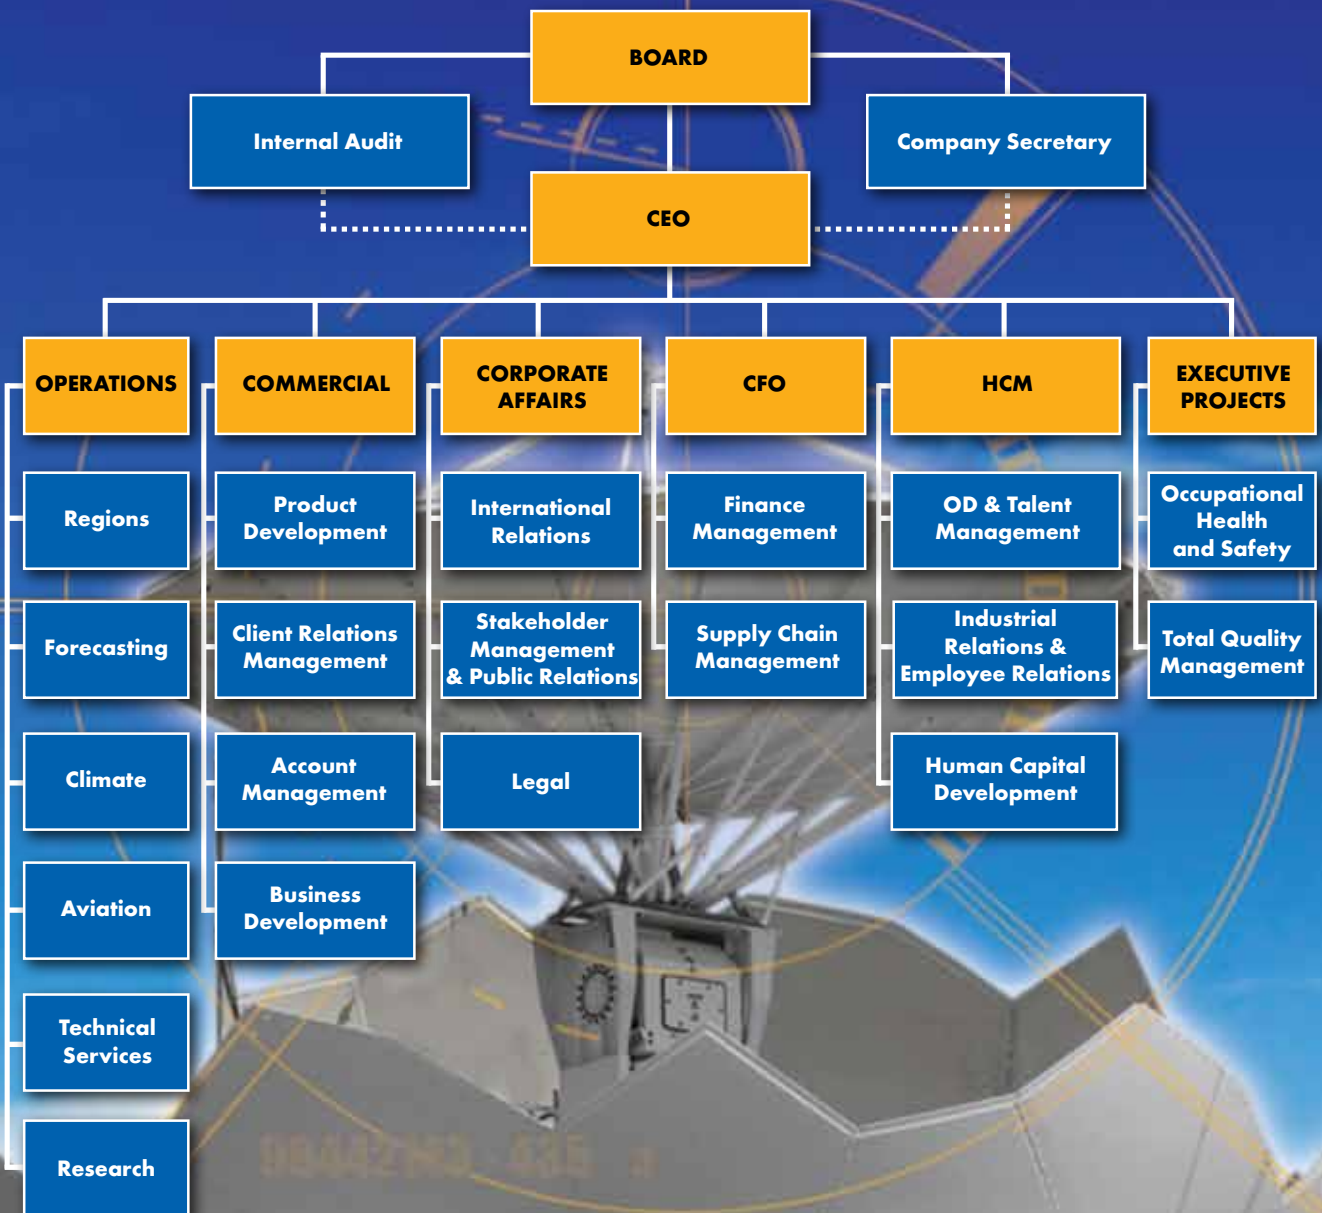 BOARD
Internal Audit
Company Secretary
CEO
OPERATIONS
COMMERCIAL
CORPORATE
AFFAIRS
CFO
HCM
EXECUTIVE
PROJECTS
Regions
Product
Development
International
Relations
Finance
Management
OD & Talent
Management
Occupational
Health
and Safety
Forecasting
Client Relations
Management
Stakeholder
Management
& Public Relations
Supply Chain
Management
Industrial
Relations &
Employee Relations
Total Quality
Management
Climate
Account
Management
Legal
Human Capital
Development
Aviation
Business
Development
Technical
Services
Research